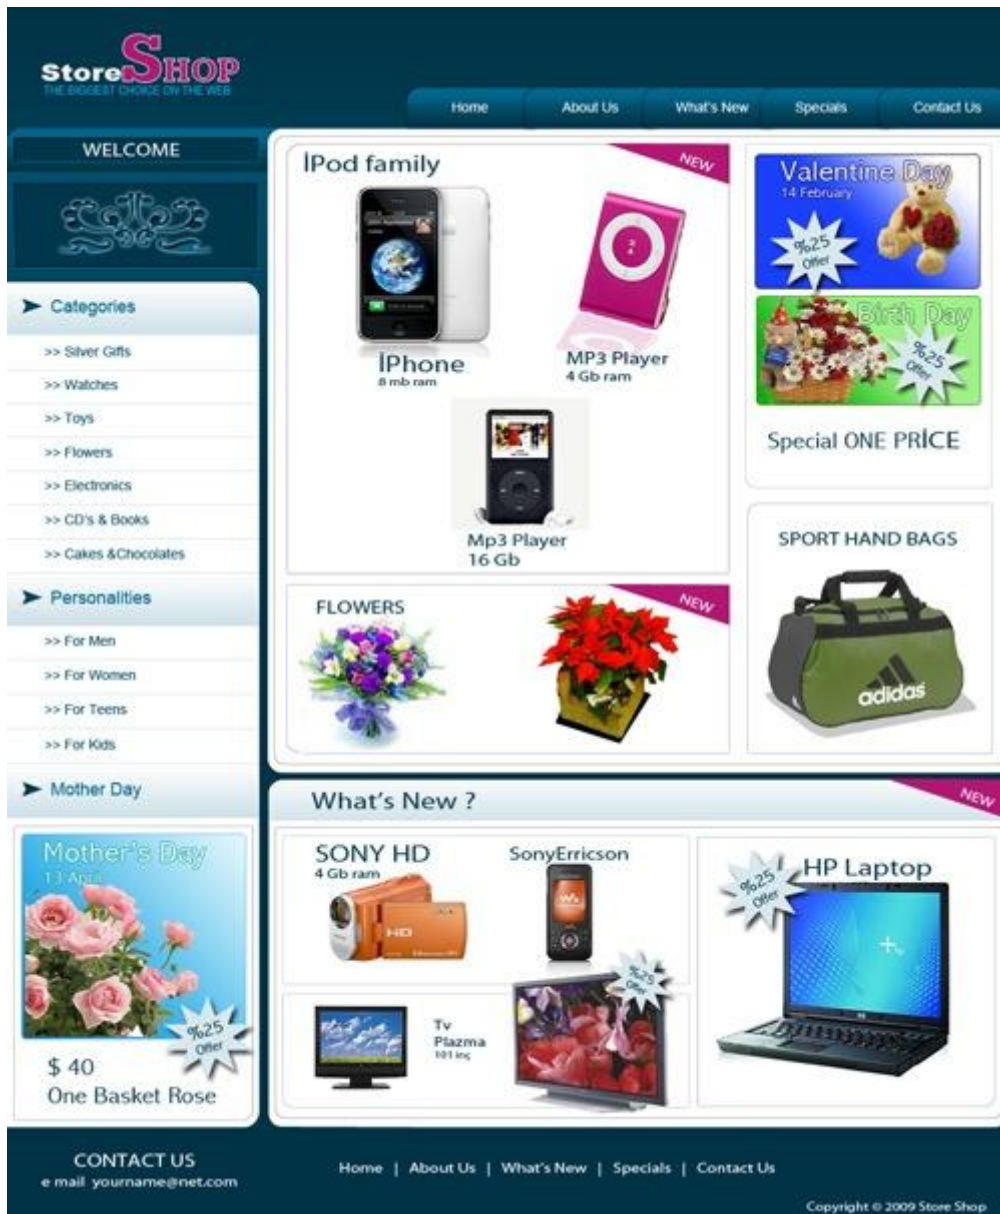 Store SHOP
THE BIGGEST CHOICE ON THE WEB
Home About Us What's New Specials Contact Us
WELCOME
Categories
>> Silver Gifts
>> Watches
>> Toys
>> Flowers
>> Electronics
>> CD's & Books
>> Cakes &Chocolates
Personalities
>> For Men
>> For Women
>> For Teens
>> For Kids
Mother Day
Mother's Day
13 April
%25
Offer
$ 40
One Basket Rose
İPod family
NEW
İPhone
8 mb ram
MP3 Player
4 Gb ram
Mp3 Player
16 Gb
Valentine Day
14 February
%25
Offer
Birth Day
%25
Offer
Special ONE PRİCE
FLOWERS
NEW
SPORT HAND BAGS
adidas
What's New ?
NEW
SONY HD
4 Gb ram
HD
SonyErricson
Tv
Plazma
101 inç
%25
Offer
%25
Offer
HP Laptop
CONTACT US
e mail yourname@net.com
Home | About Us | What'sNew | Specials | Contact Us
Copyright © 2009 Store Shop